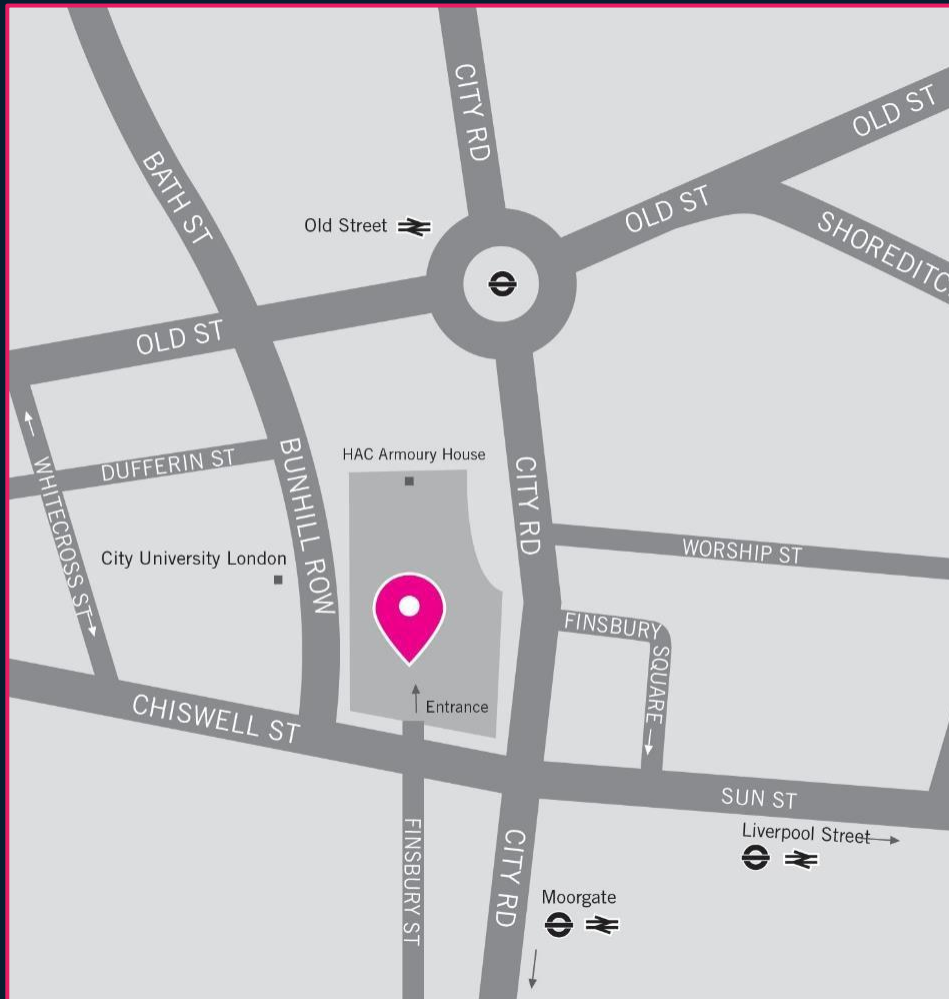 CITY RD
OLD ST
BATH ST
OLD ST
SHOREDITC
Old Street
OLD ST
HAC Armoury House
DUFFERIN ST
BUNHILL ROW
CITY RD
WHITECROSS ST
WORSHIP ST
City University London
FINSBURY
SQUARE
Entrance
CHISWELL ST
SUN ST
Liverpool Street
FINSBURY ST
CITY RD
Moorgate